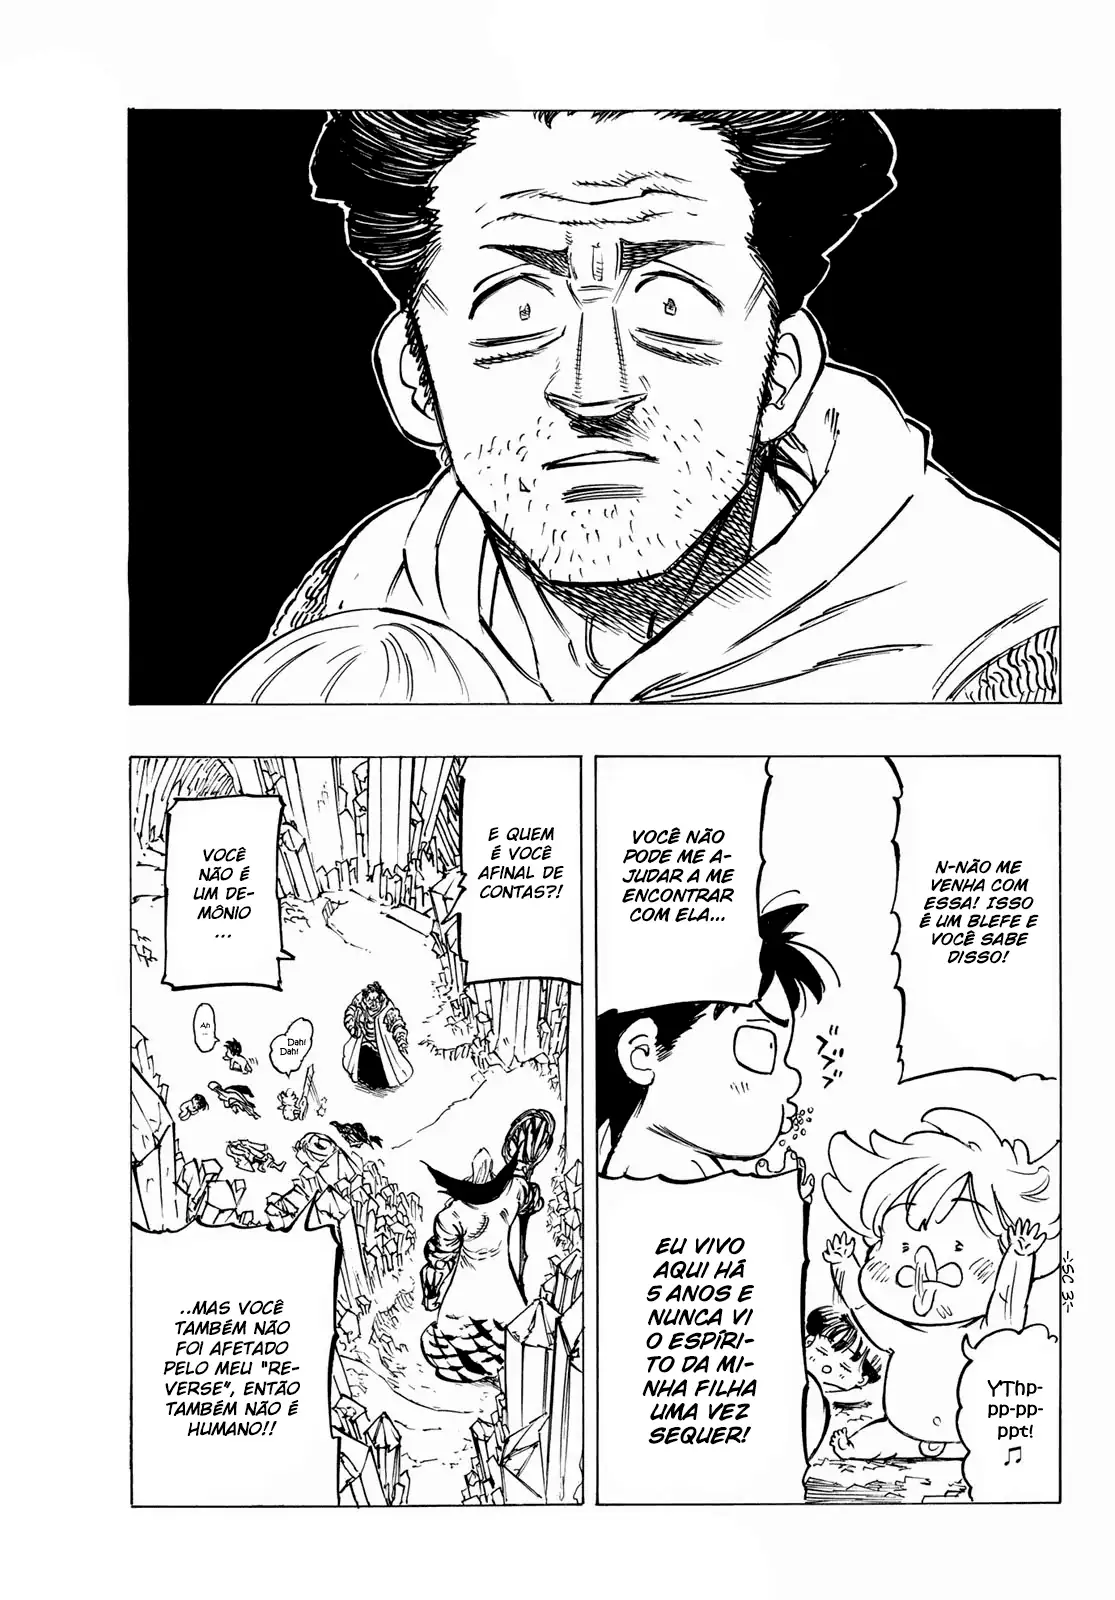 N-NÃO ME
VENHA COM
ESSA! ISSO
É UM BLEFE E
VOCÊ SABE
DISSO!
VOCÊ NÃO
PODE ME A-
JUDAR A ME
ENCONTRAR
COM ELA...
EU VIVO
AQUI HÁ
5 ANOS E
NUNCA VI
O ESPÍRI-
TO DA MI-
NHA FILHA
UMA VEZ
SEQUER!
YThp-
pp-pp-
ppt!
♫
E QUEM
É VOCÊ
AFINAL DE
CONTAS?!
VOCÊ
NÃO É
UM DE-
MÔNIO
...
Ah
Dah!
Dah!
..MAS VOCÊ
TAMBÉM NÃO
FOI AFETADO
PELO MEU "RE-
VERSE", ENTÃO
TAMBÉM NÃO É
HUMANO!!